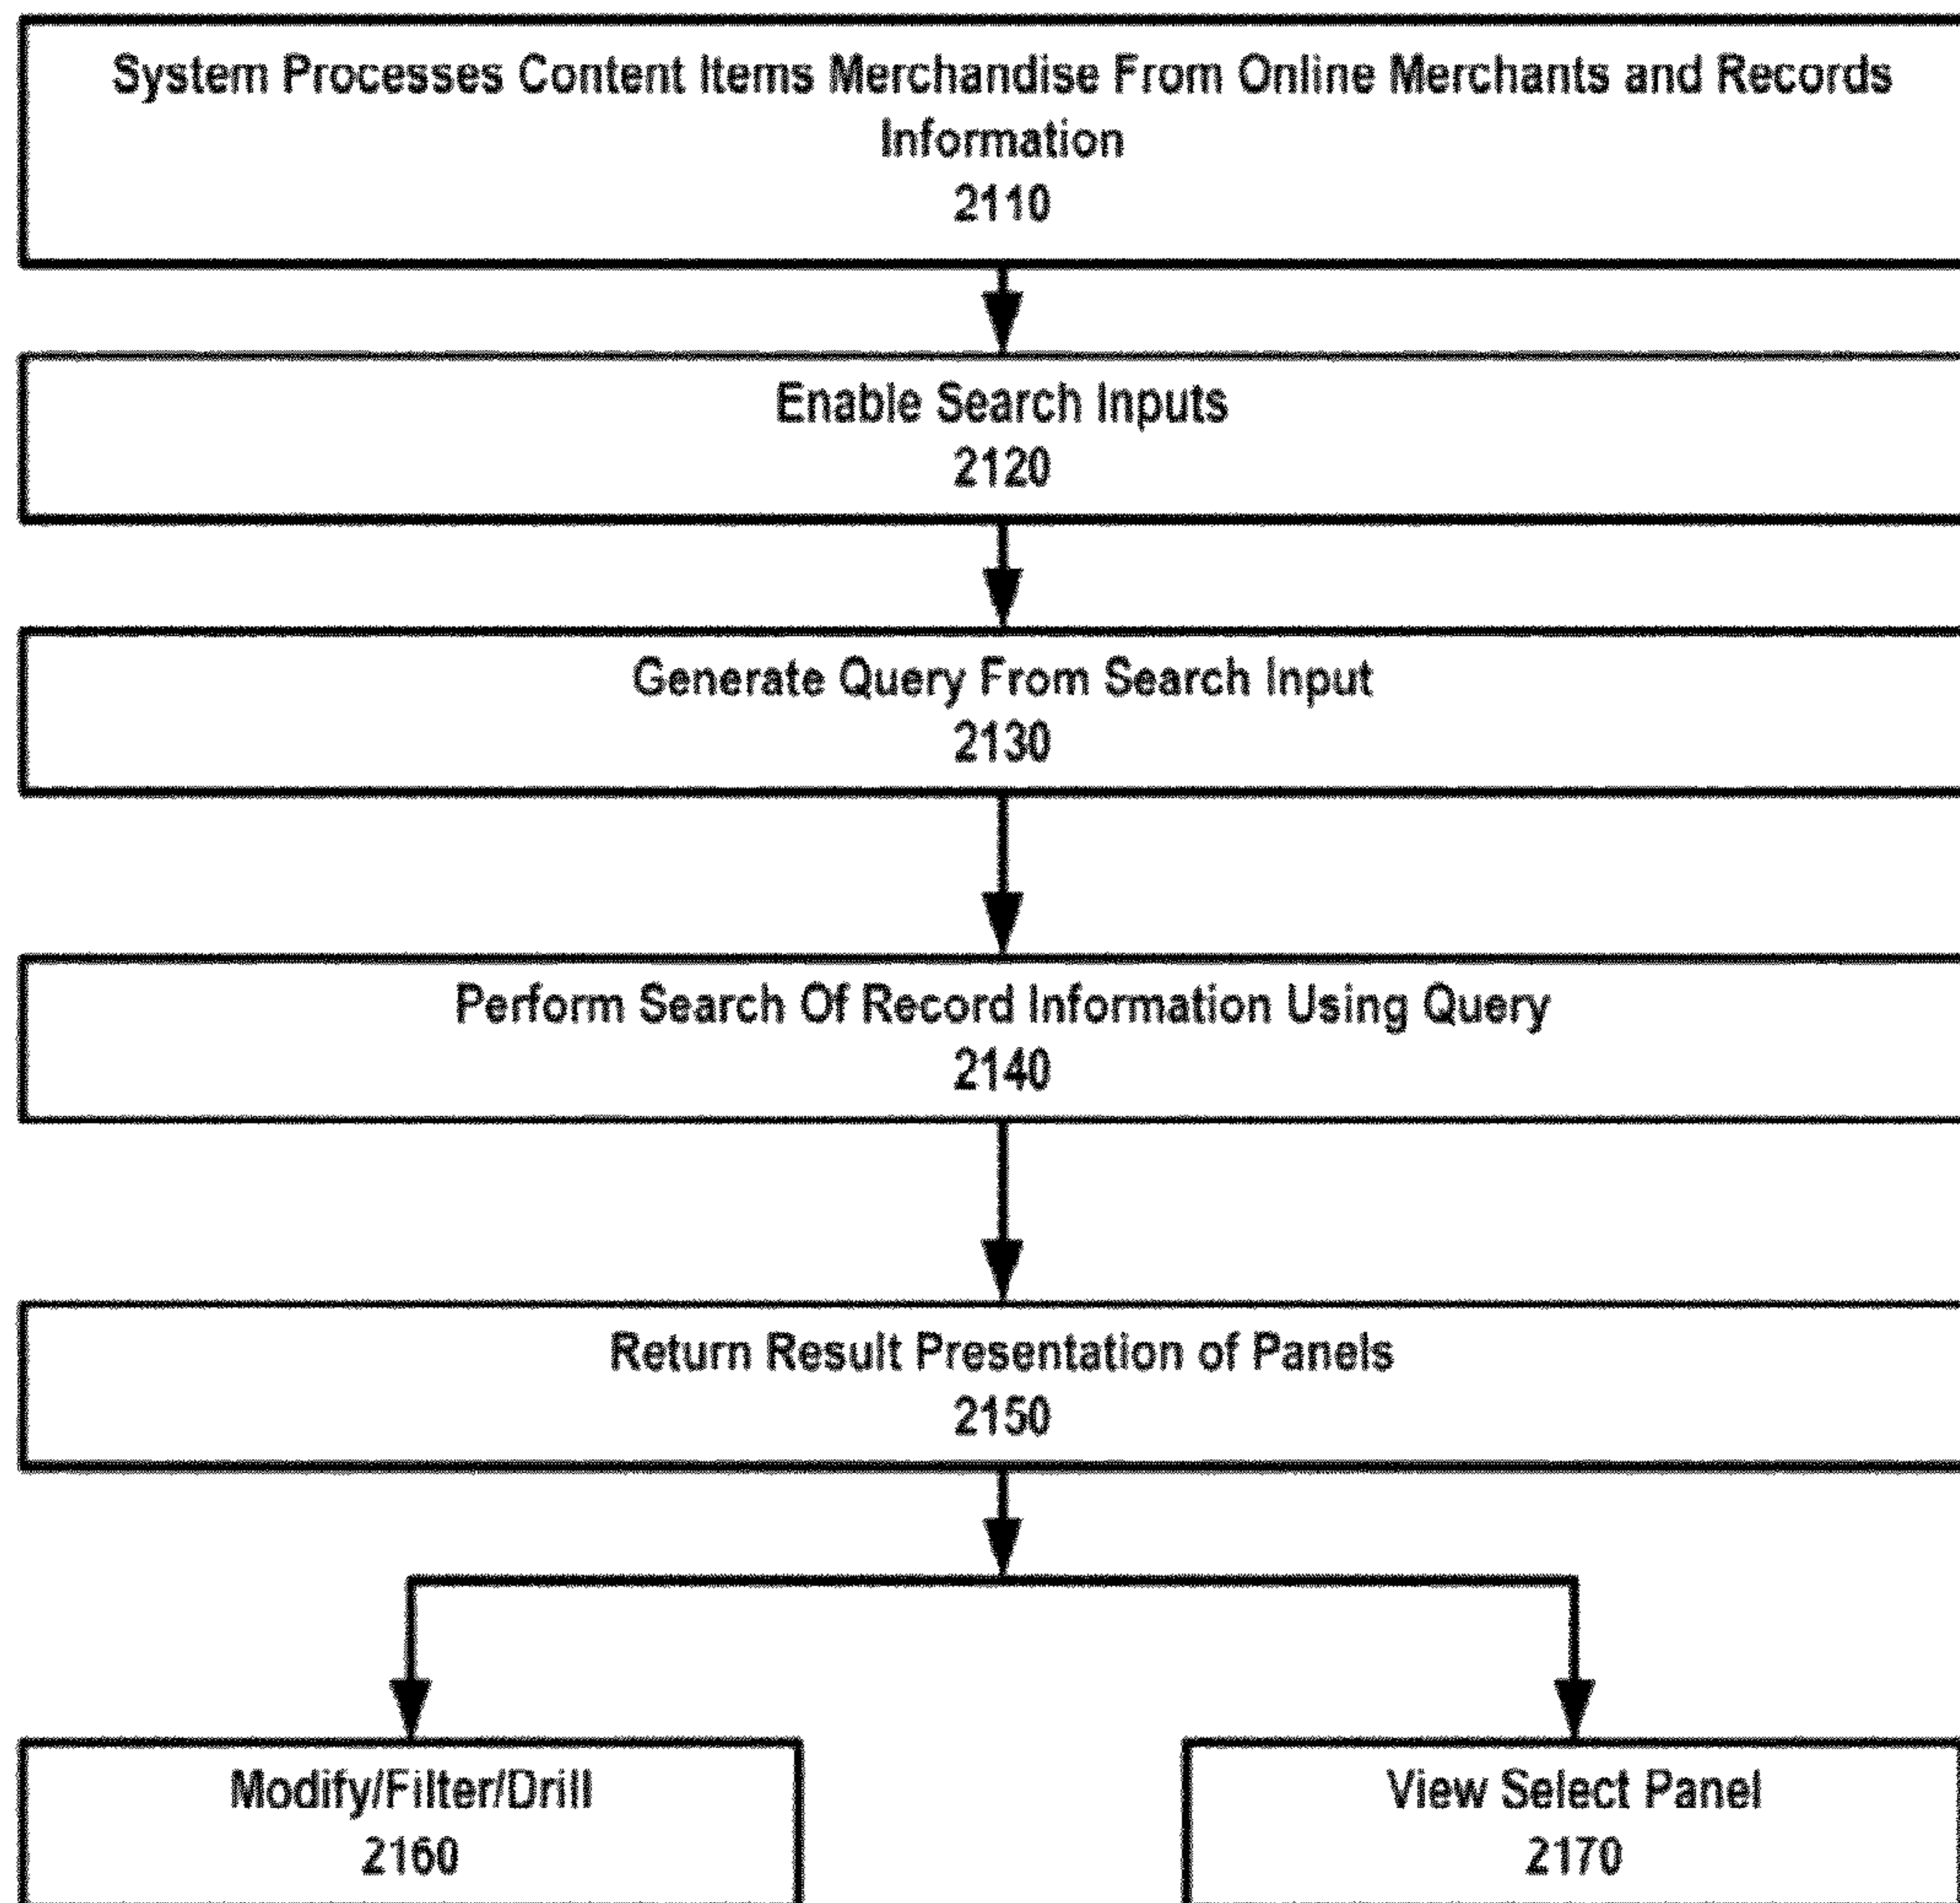 System Processes Content Items Merchandise From Online Merchants and Records
Information
2110
Enable Search Inputs
2120
Generate Query From Search Input
2130
Perform Search Of Record Information Using Query
2140
Return Result Presentation of Panels
2150
Modify/Filter/Drill
2160
View Select Panel
2170